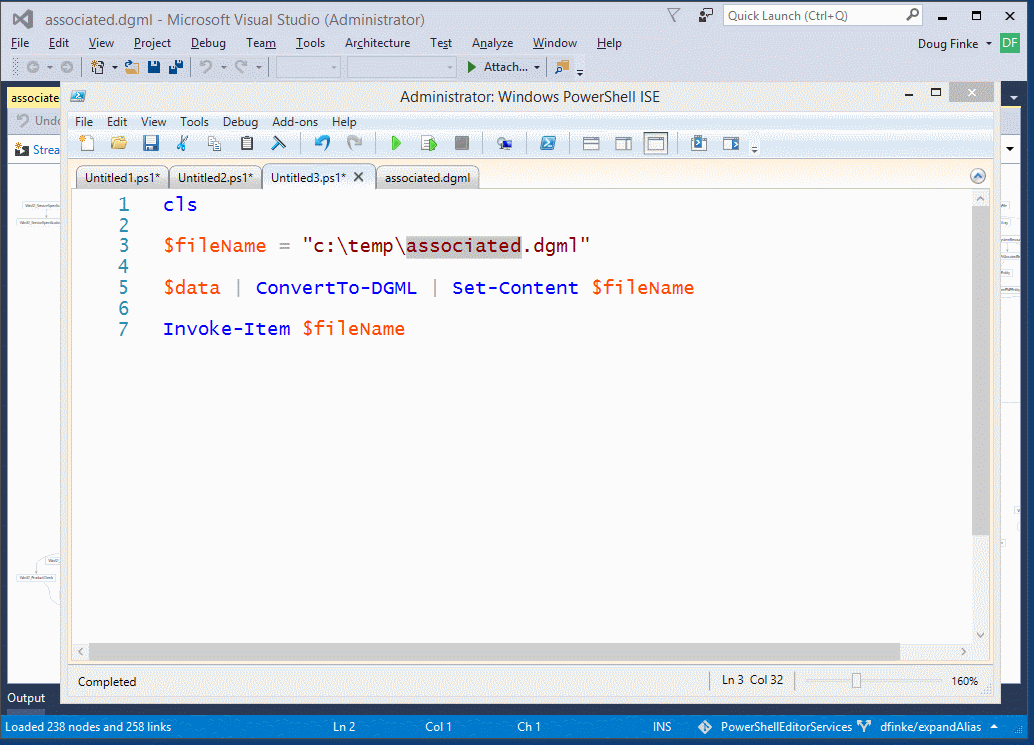 associated.dgml - Microsoft Visual Studio (Administrator)
Quick Launch (Ctrl+Q)
File Edit View Project Debug Team Tools Architecture Test Analyze Window Help
Doug Finke DF
Attach...
associate
Administrator: Windows PowerShell ISE
Undo
File Edit View Tools Debug Add-ons Help
Strea
Untitled1.ps1* Untitled2.ps1* Untitled3.ps1* associated.dgml
1 cls
2
3 $fileName = "c:\temp\associated.dgml"
4
5 $data | ConvertTo-DGML | Set-Content $fileName
6
7 Invoke-Item $fileName
Completed
Ln 3 Col 32
160%
Output
Loaded 238 nodes and 258 links
Ln 2
Col 1
Ch 1
INS
PowerShellEditorServices
dfinke/expandAlias